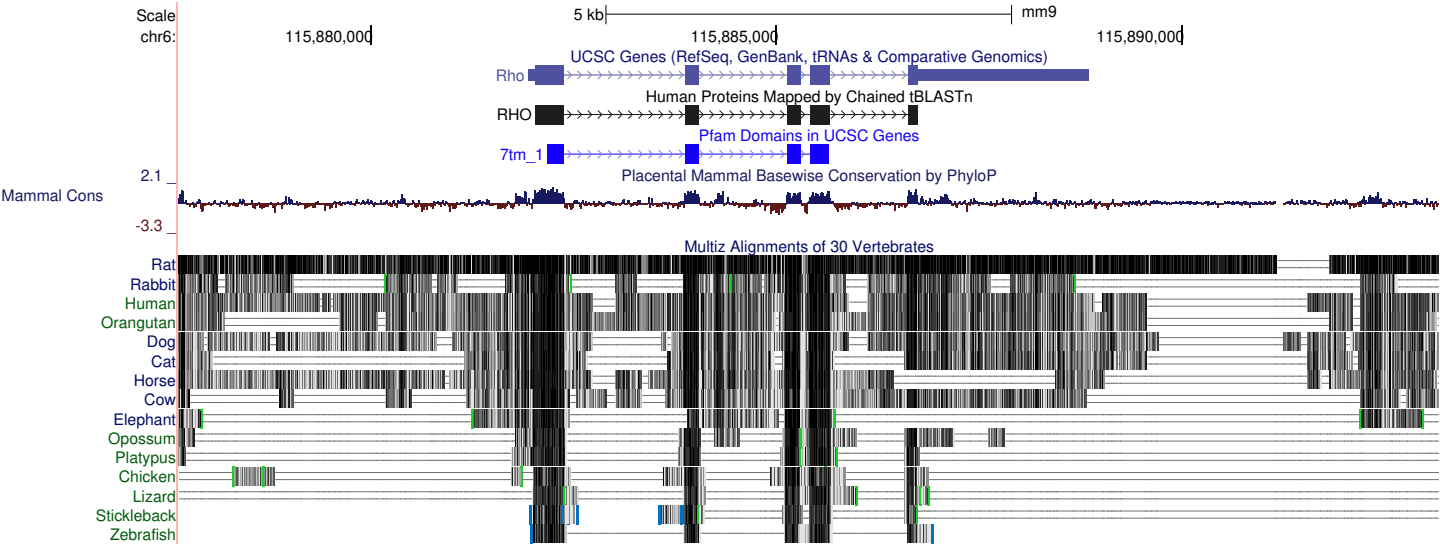 Scale 5 kb mm9
chr6: 115,880,000 115,885,000 115,890,000
UCSC Genes (RefSeq, GenBank, tRNAs & Comparative Genomics)
Rho
Human Proteins Mapped by Chained tBLASTn
RHO
Pfam Domains in UCSC Genes
7tm_1
Placental Mammal Basewise Conservation by PhyloP
2.1 _
Mammal Cons
-3.3 _
Multiz Alignments of 30 Vertebrates
Rat
Rabbit
Human
Orangutan
Dog
Cat
Horse
Cow
Elephant
Opossum
Platypus
Chicken
Lizard
Stickleback
Zebrafish